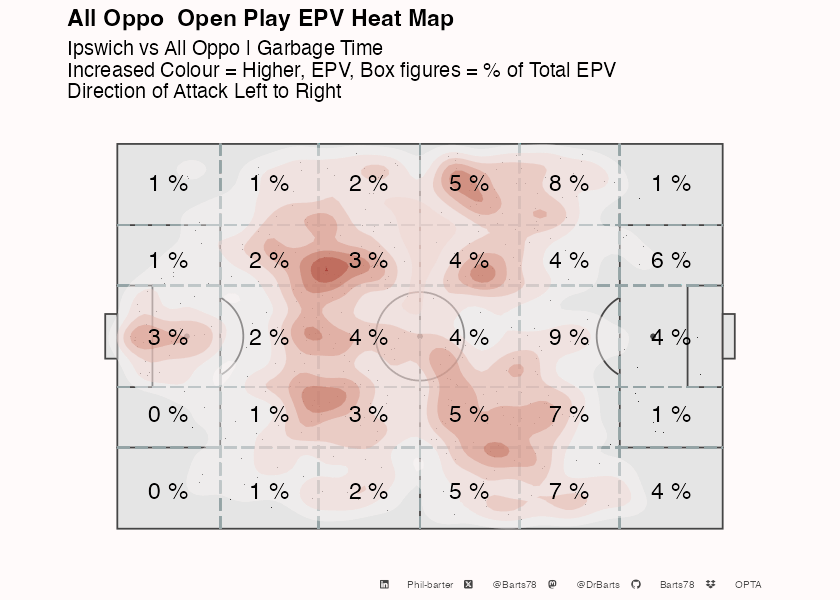 All Oppo  Open Play EPV Heat Map
Ipswich vs All Oppo | Garbage Time
Increased Colour = Higher, EPV, Box figures = % of Total EPV
Direction of Attack Left to Right
1 % 1 % 2 % 5 % 8 % 1 %
1 % 2 % 3 % 4 % 4 % 6 %
3 % 2 % 4 % 4 % 9 % 4 %
0 % 1 % 3 % 5 % 7 % 1 %
0 % 1 % 2 % 5 % 7 % 4 %
Phil-barter @Barts78 @DrBarts Barts78 OPTA